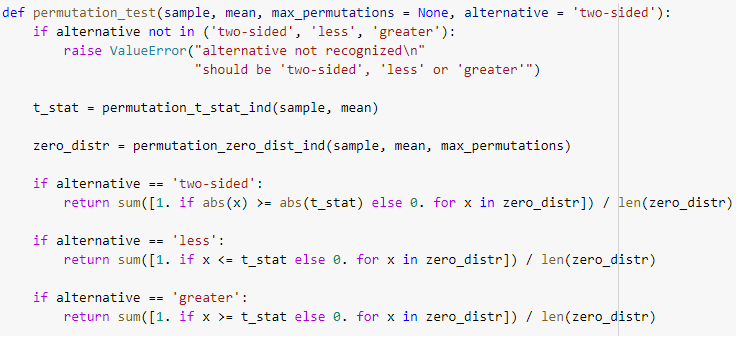 def permutation_test(sample, mean, max_permutations = None, alternative = 'two-sided'):
    if alternative not in ('two-sided', 'less', 'greater'):
        raise ValueError("alternative not recognized\n"
                         "should be 'two-sided', 'less' or 'greater'")
    t_stat = permutation_t_stat_ind(sample, mean)
    zero_distr = permutation_zero_dist_ind(sample, mean, max_permutations)
    if alternative == 'two-sided':
        return sum([1. if abs(x) >= abs(t_stat) else 0. for x in zero_distr]) / len(zero_distr)
    if alternative == 'less':
        return sum([1. if x <= t_stat else 0. for x in zero_distr]) / len(zero_distr)
    if alternative == 'greater':
        return sum([1. if x >= t_stat else 0. for x in zero_distr]) / len(zero_distr)